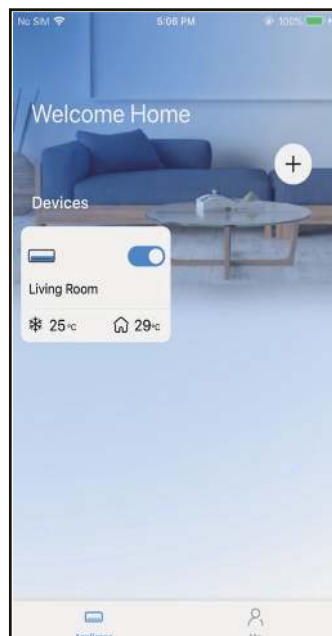 No SIM 5:06 PM 100%
Welcome Home
+
Devices
Living Room
25°C 29°C